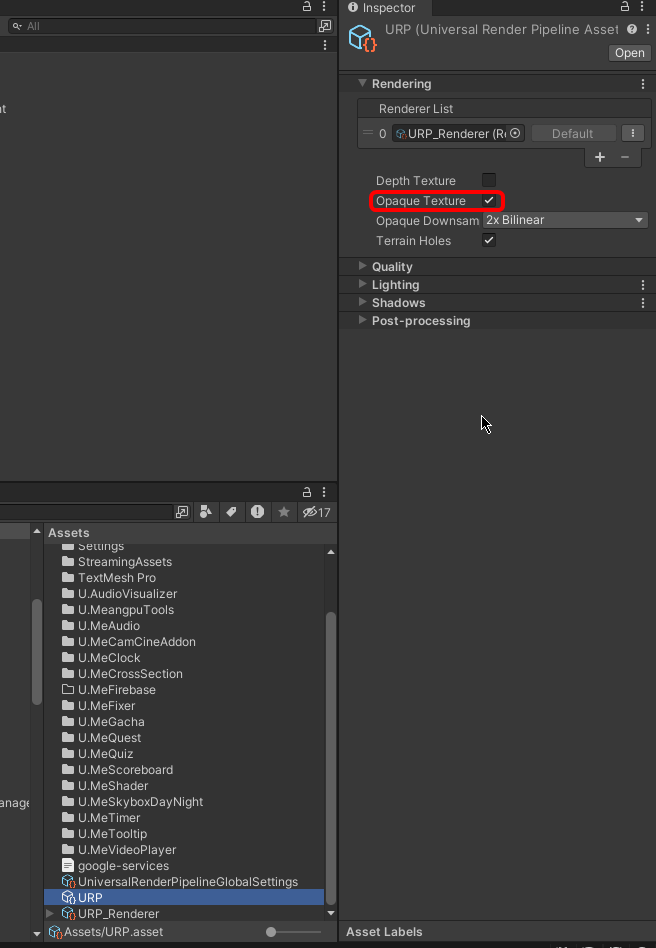 Inspector
All
URP (Universal Render Pipeline Asset
Open
Rendering
Renderer List
0 URP_Renderer (Re Default
Depth Texture
Opaque Texture
Opaque Downsam 2x Bilinear
Terrain Holes
Quality
Lighting
Shadows
Post-processing
17
Assets
Settings
StreamingAssets
TextMesh Pro
U.AudioVisualizer
U.MeangpuTools
U.MeAudio
U.MeCamCineAddon
U.MeClock
U.MeCrossSection
U.MeFirebase
U.MeFixer
U.MeGacha
U.MeQuest
U.MeQuiz
U.MeScoreboard
U.MeShader
U.MeSkyboxDayNight
U.MeTimer
U.MeTooltip
U.MeVideoPlayer
google-services
UniversalRenderPipelineGlobalSettings
URP
URP_Renderer
Assets/URP.asset
Asset Labels